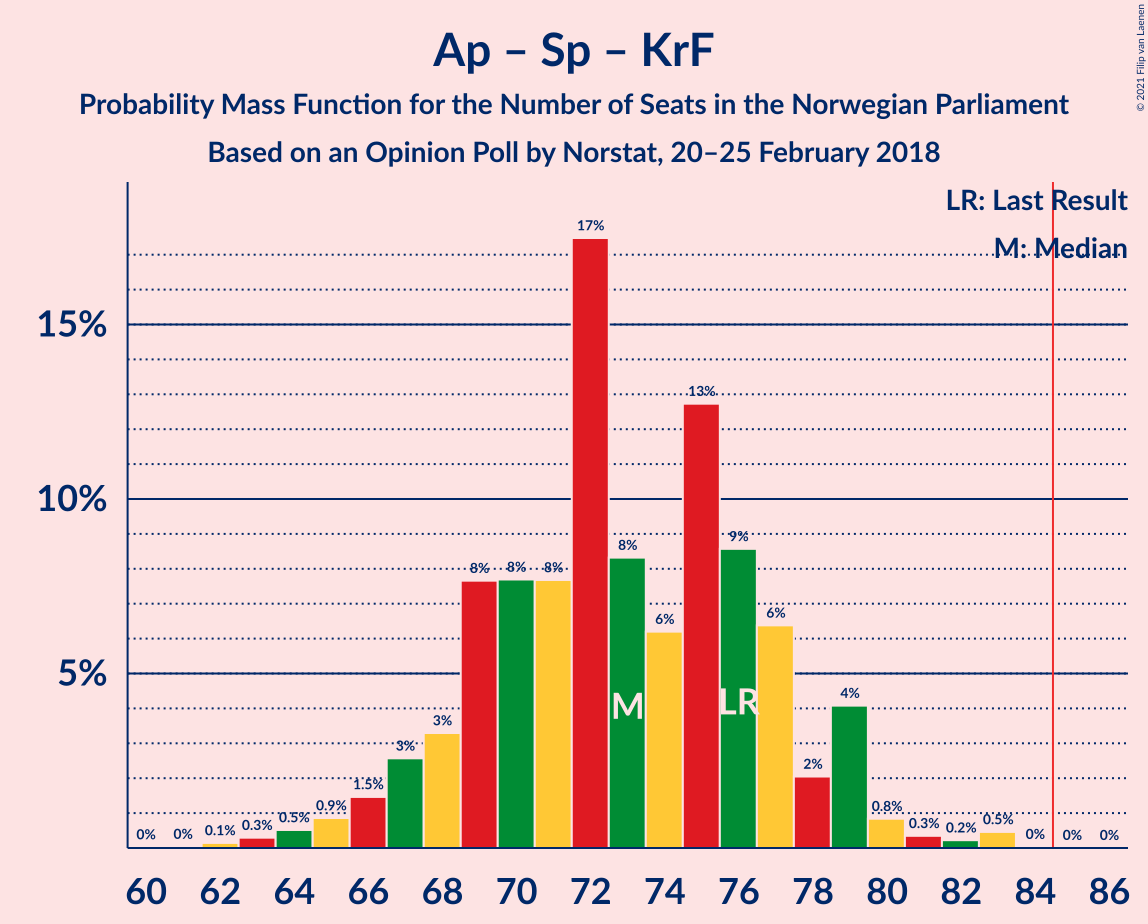 Ap – Sp – KrF
Probability Mass Function for the Number of Seats in the Norwegian Parliament
Based on an Opinion Poll by Norstat, 20–25 February 2018
© 2021 Filip van Laenen
LR: Last Result
M: Median
15%
10%
5%
0% 0% 0.1% 0.3% 0.5% 0.9% 1.5% 3% 3% 8% 8% 8% 17% 8% 6% 13% 9% 6% 2% 4% 0.8% 0.3% 0.2% 0.5% 0% 0% 0%
M LR
60 62 64 66 68 70 72 74 76 78 80 82 84 86